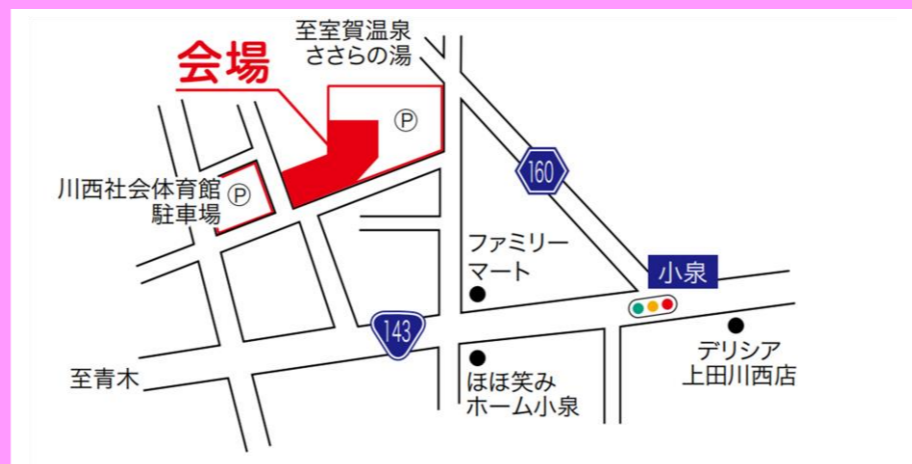 至室賀温泉
ささらの湯
会場
Ⓟ
160
川西社会体育館
駐車場
Ⓟ
ファミリー
マート
小泉
143
デリシア
上田川西店
至青木
ほほ笑み
ホーム小泉